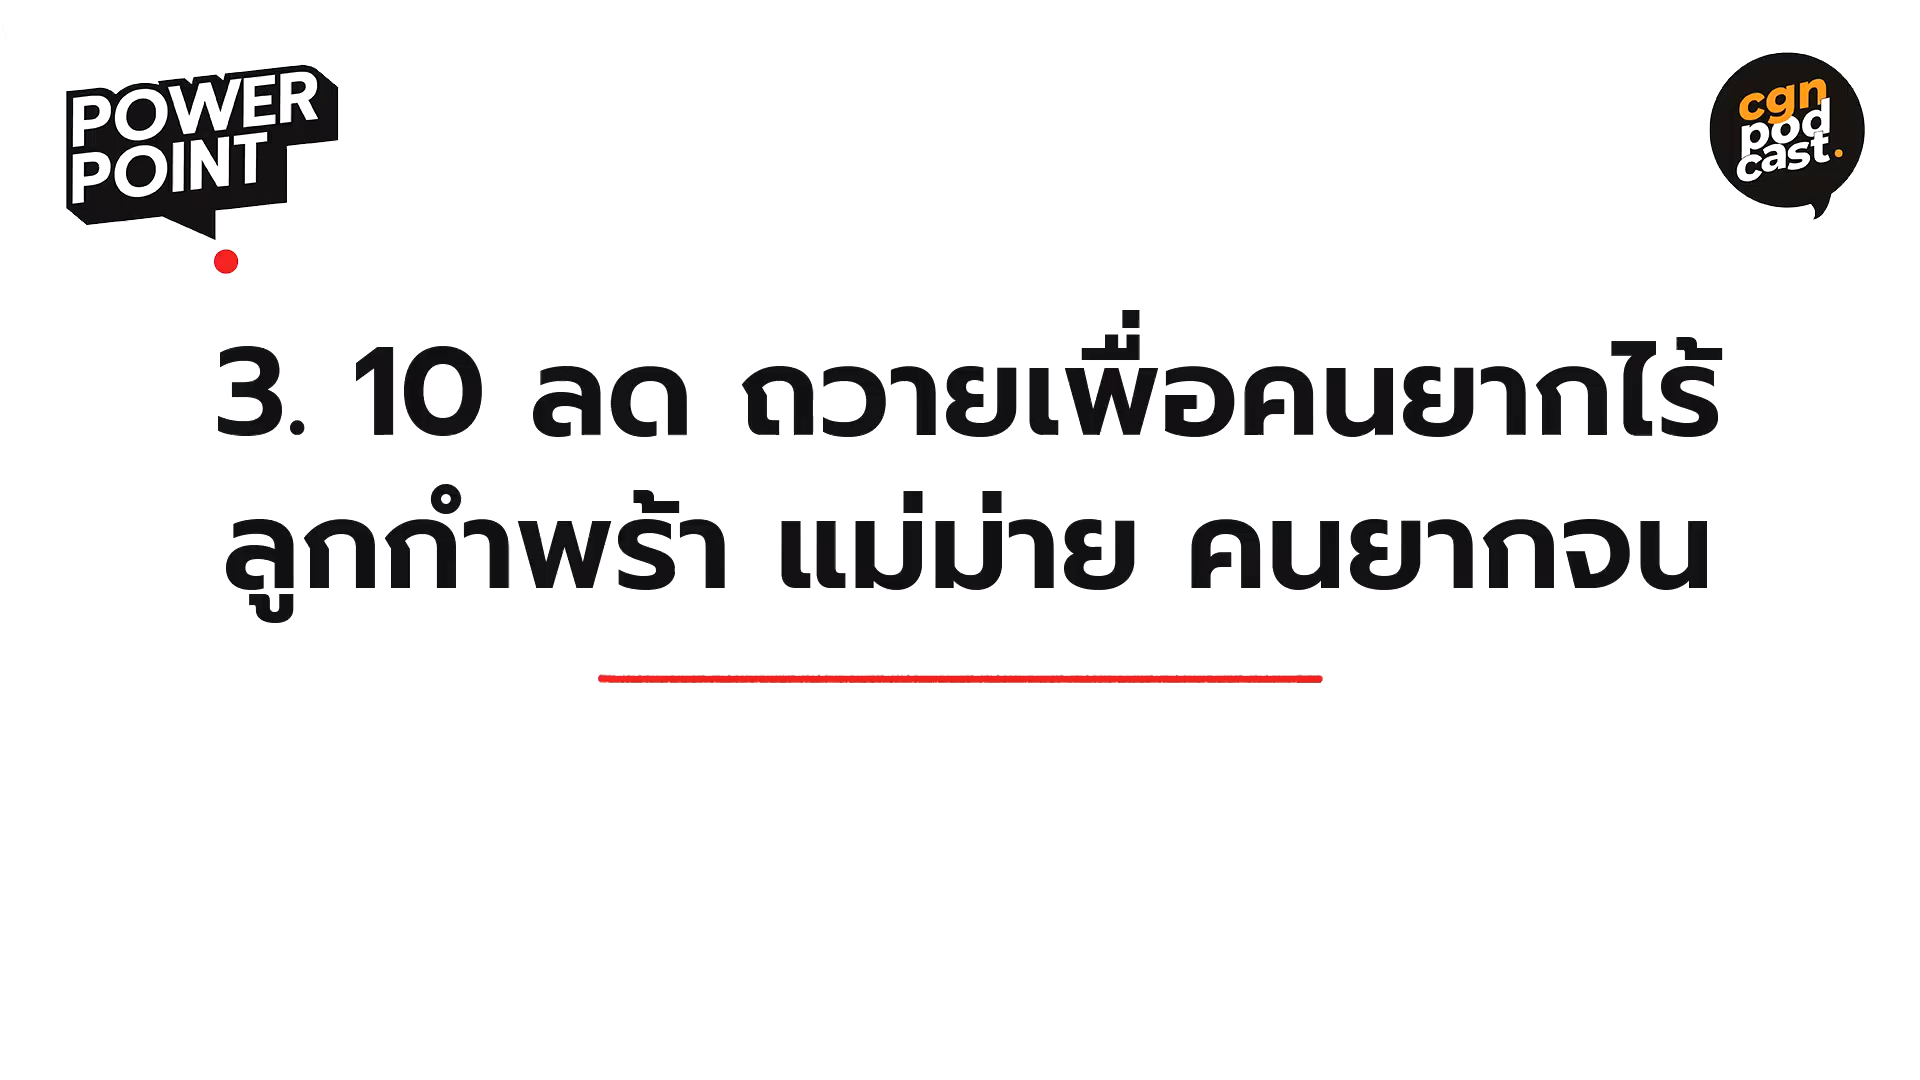 POWER
POINT
cgn
pod
cast.
3. 10 ลด ถวายเพื่อคนยากไร้
ลูกกำพร้า แม่ม่าย คนยากจน